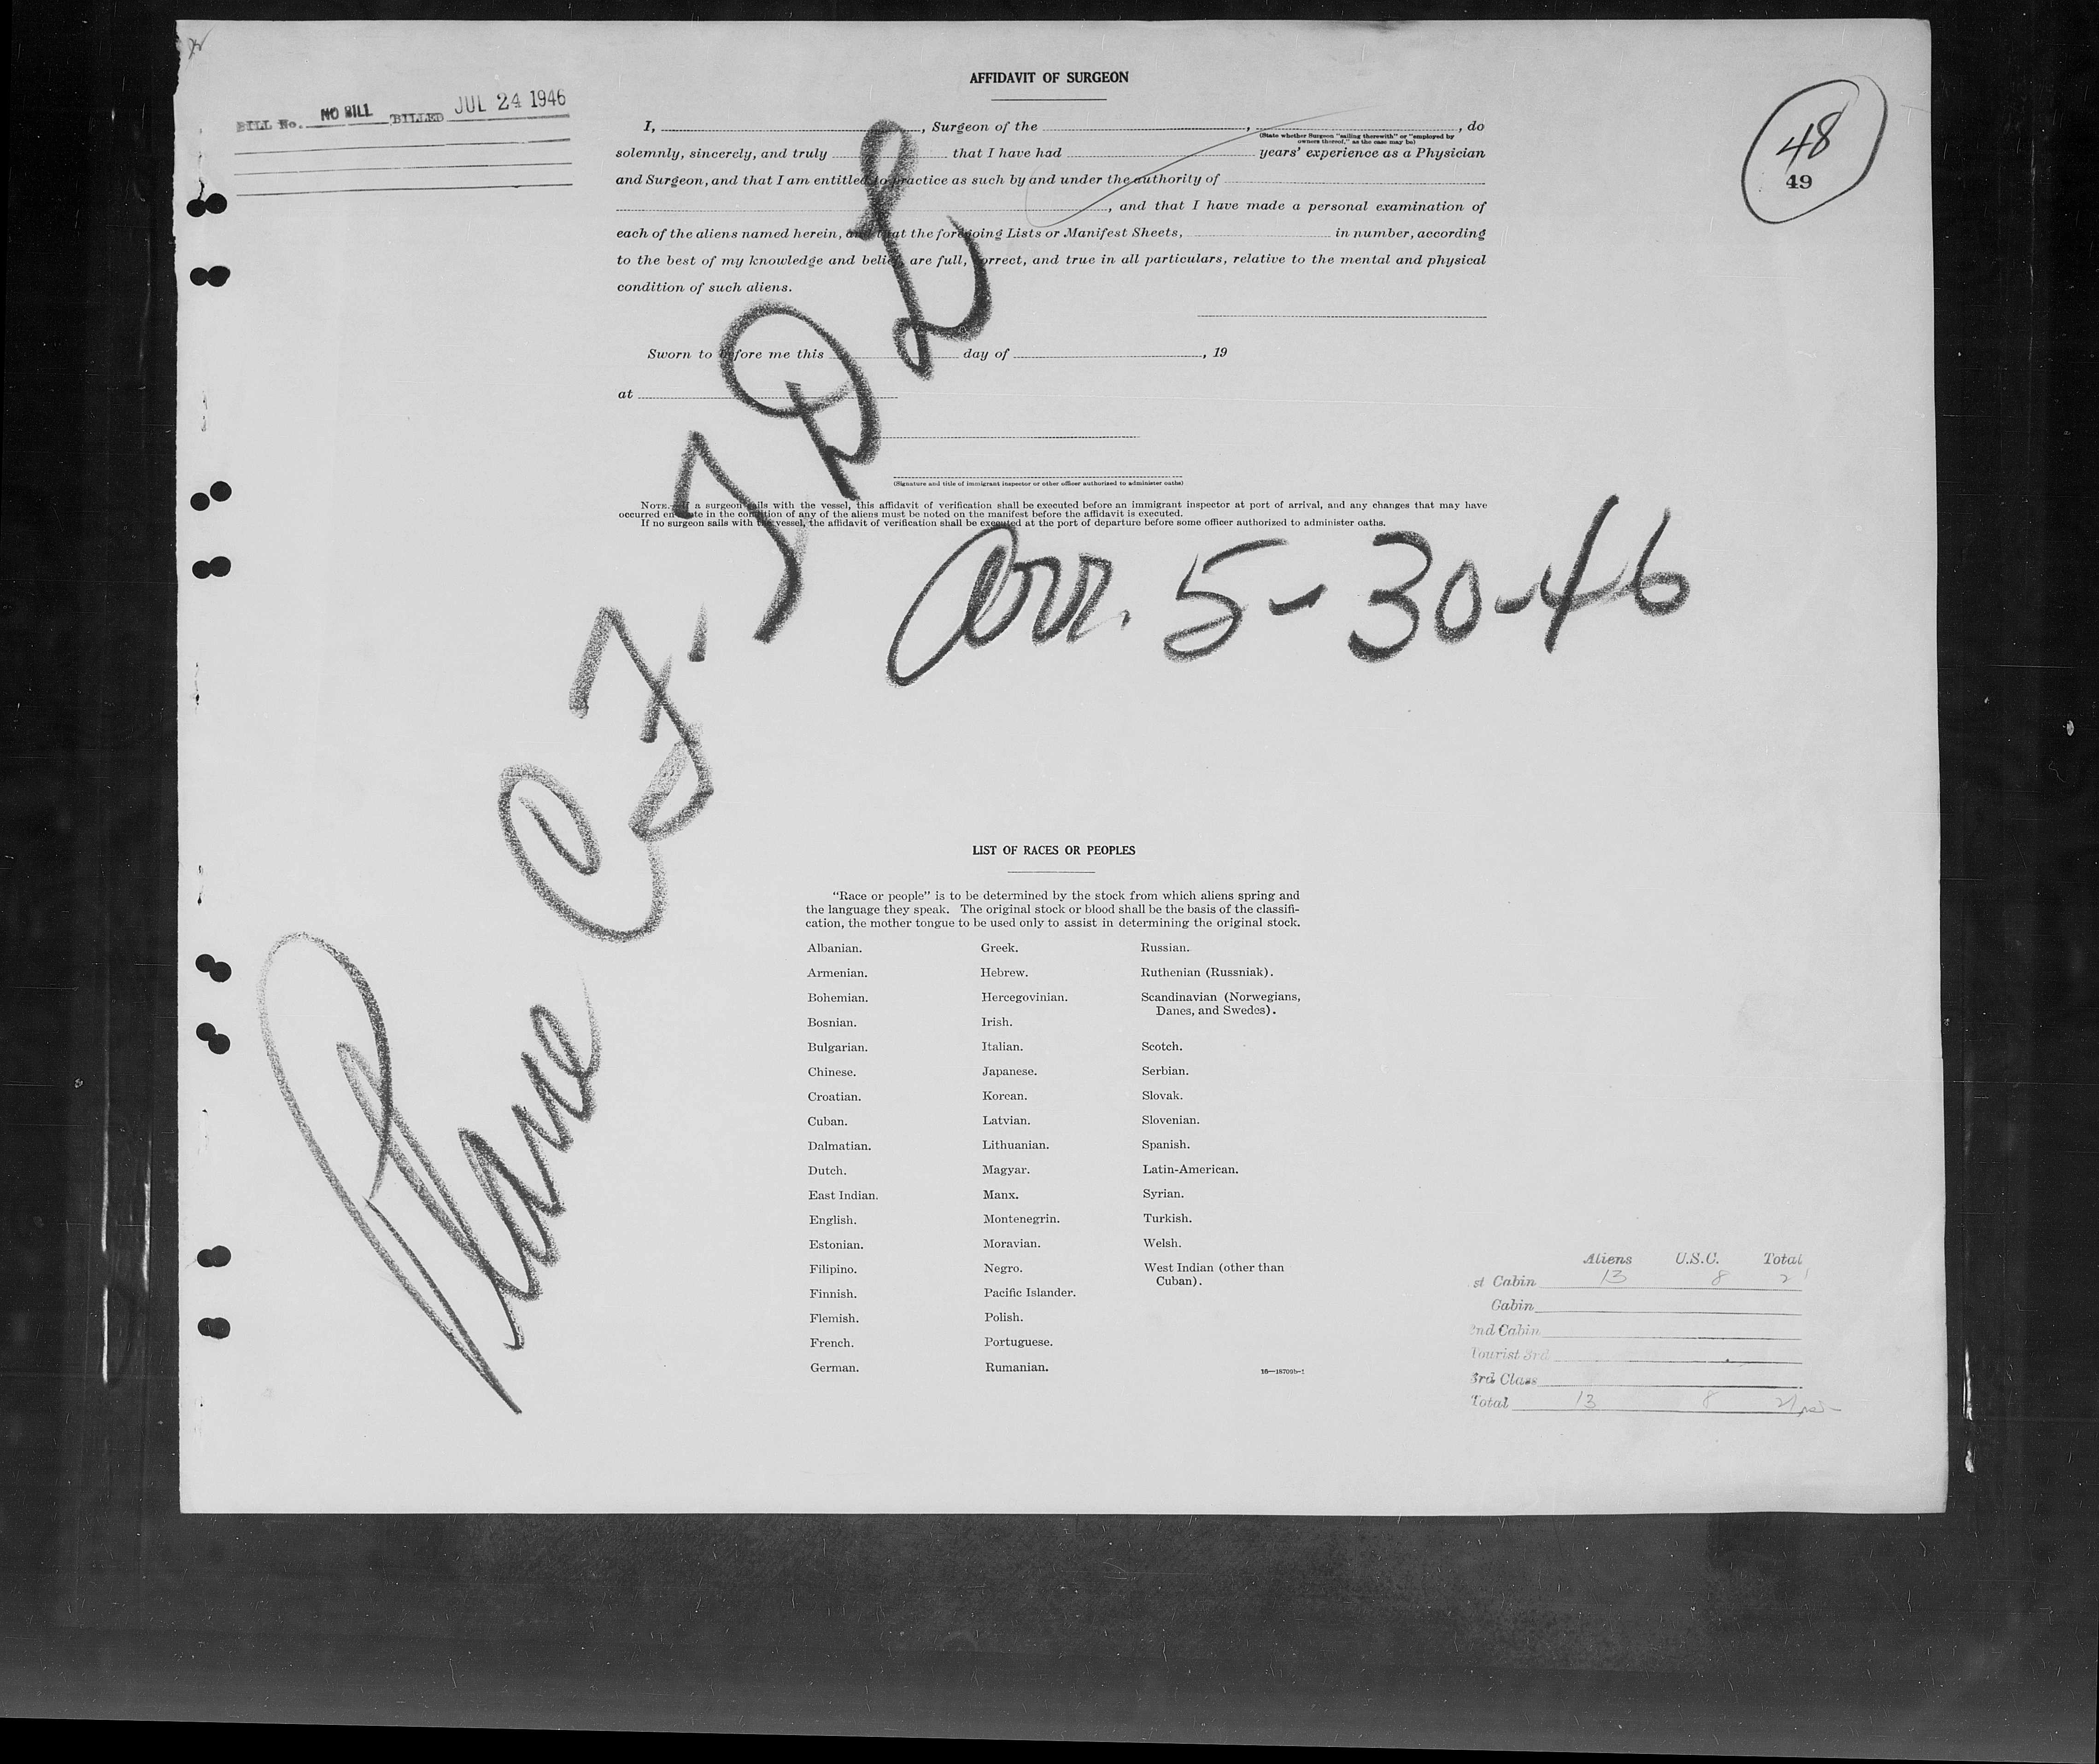 BILL No. NO BILL BILLED JUL 24 1946
AFFIDAVIT OF SURGEON
48
49
I, , Surgeon of the , , do
(State whether Surgeon "sailing therewith" or "employed by
owners thereof," as the case may be)
solemnly, sincerely, and truly that I have had years' experience as a Physician
and Surgeon, and that I am entitled to practice as such by and under the authority of
, and that I have made a personal examination of
each of the aliens named herein, and that the foregoing Lists or Manifest Sheets, in number, according
to the best of my knowledge and belief, are full, correct, and true in all particulars, relative to the mental and physical
condition of such aliens.
Sworn to before me this day of , 19
at
(Signature and title of immigrant inspector or other officer authorized to administer oaths)
NOTE.—If a surgeon sails with the vessel, this affidavit of verification shall be executed before an immigrant inspector at port of arrival, and any changes that may have
occurred en route in the condition of any of the aliens must be noted on the manifest before the affidavit is executed.
If no surgeon sails with the vessel, the affidavit of verification shall be executed at the port of departure before some officer authorized to administer oaths.
Plane CF-TDL
Arr. 5-30-46
LIST OF RACES OR PEOPLES
"Race or people" is to be determined by the stock from which aliens spring and
the language they speak. The original stock or blood shall be the basis of the classifi-
cation, the mother tongue to be used only to assist in determining the original stock.
Albanian.
Armenian.
Bohemian.
Bosnian.
Bulgarian.
Chinese.
Croatian.
Cuban.
Dalmatian.
Dutch.
East Indian.
English.
Estonian.
Filipino.
Finnish.
Flemish.
French.
German.
Greek.
Hebrew.
Hercegovinian.
Irish.
Italian.
Japanese.
Korean.
Latvian.
Lithuanian.
Magyar.
Manx.
Montenegrin.
Moravian.
Negro.
Pacific Islander.
Polish.
Portuguese.
Rumanian.
Russian.
Ruthenian (Russniak).
Scandinavian (Norwegians,
Danes, and Swedes).
Scotch.
Serbian.
Slovak.
Slovenian.
Spanish.
Latin-American.
Syrian.
Turkish.
Welsh.
West Indian (other than
Cuban).
16—18709b-1
Aliens U.S.C. Total
st Cabin 13 8 21
Cabin
2nd Cabin
Tourist 3rd
3rd Class
Total 13 8 21